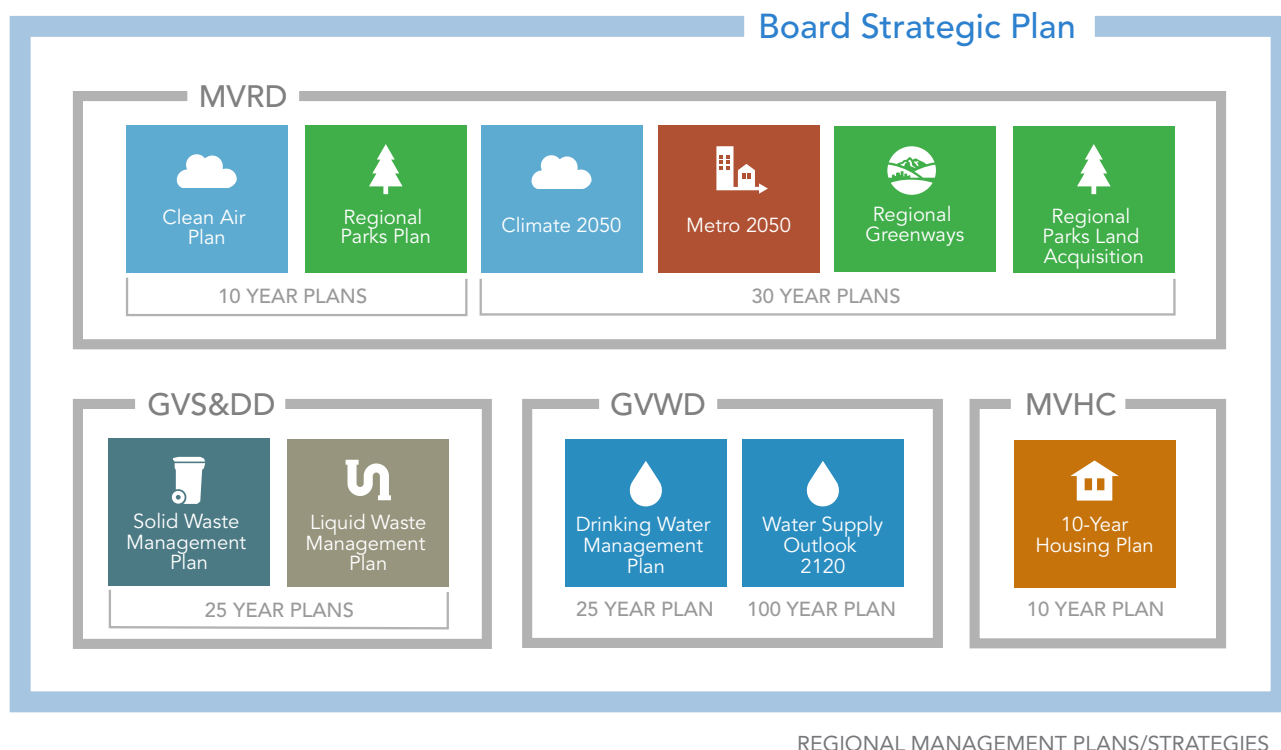 Board Strategic Plan
MVRD
Clean Air
Plan
Regional
Parks Plan
Climate 2050
Metro 2050
Regional
Greenways
Regional
Parks Land
Acquisition
10 YEAR PLANS
30 YEAR PLANS
GVS&DD
Solid Waste
Management
Plan
Liquid Waste
Management
Plan
25 YEAR PLANS
GVWD
Drinking Water
Management
Plan
Water Supply
Outlook
2120
25 YEAR PLAN
100 YEAR PLAN
MVHC
10-Year
Housing Plan
10 YEAR PLAN
REGIONAL MANAGEMENT PLANS/STRATEGIES